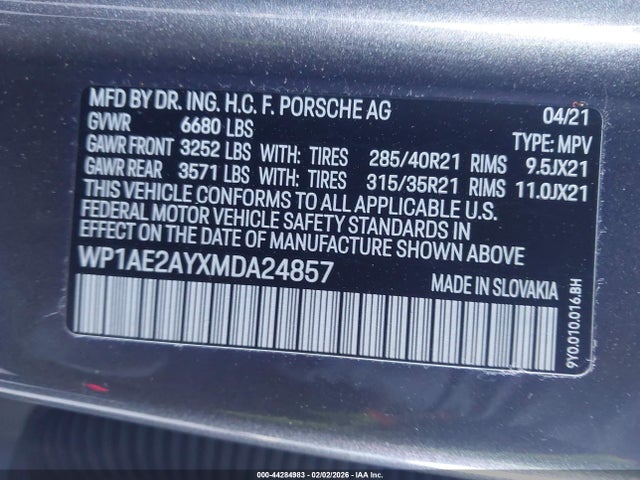 MFD BY DR. ING. H.C. F. PORSCHE AG 04/21
GVWR 6680 LBS TYPE: MPV
GAWR FRONT 3252 LBS WITH: TIRES 285/40R21 RIMS 9.5JX21
GAWR REAR 3571 LBS WITH: TIRES 315/35R21 RIMS 11.0JX21
THIS VEHICLE CONFORMS TO ALL APPLICABLE U.S.
FEDERAL MOTOR VEHICLE SAFETY STANDARDS IN
EFFECT AT DATE OF MANUFACTURE SHOWN ABOVE
WP1AE2AYXMDA24857
MADE IN SLOVAKIA
9Y0.010.016.BH
000-44284983 - 02/02/2026 - IAA Inc.